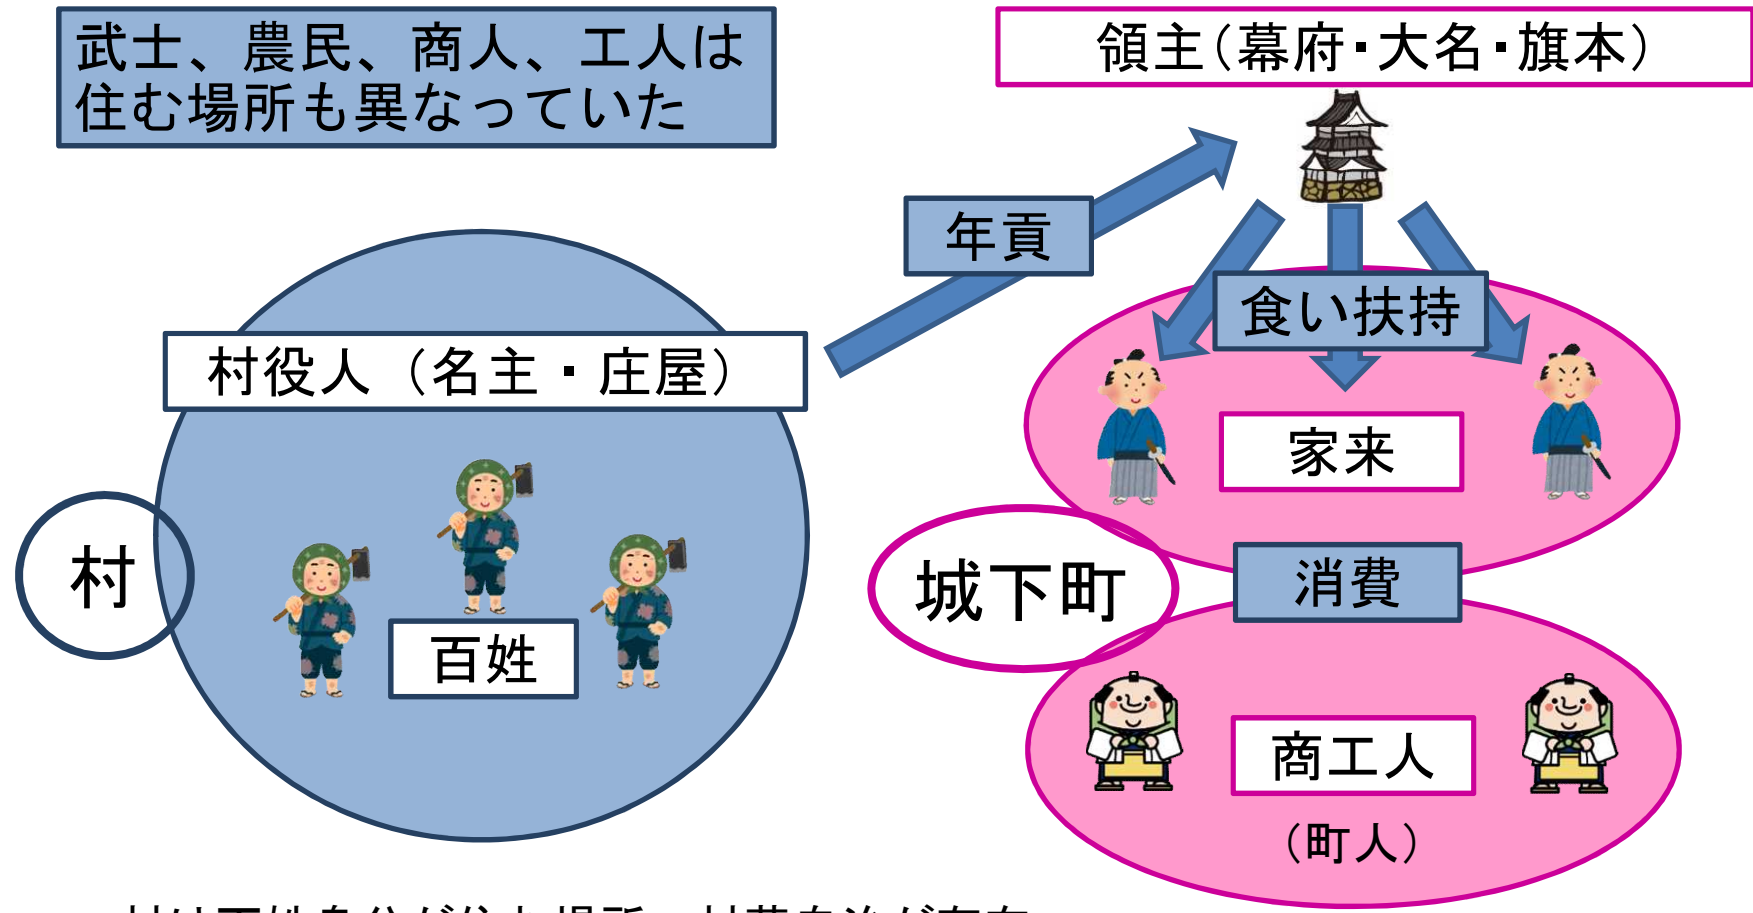 武士、農民、商人、工人は
住む場所も異なっていた
領主(幕府・大名・旗本)
年貢
食い扶持
村役人（名主・庄屋）
家来
村
城下町
消費
百姓
商工人
（町人）